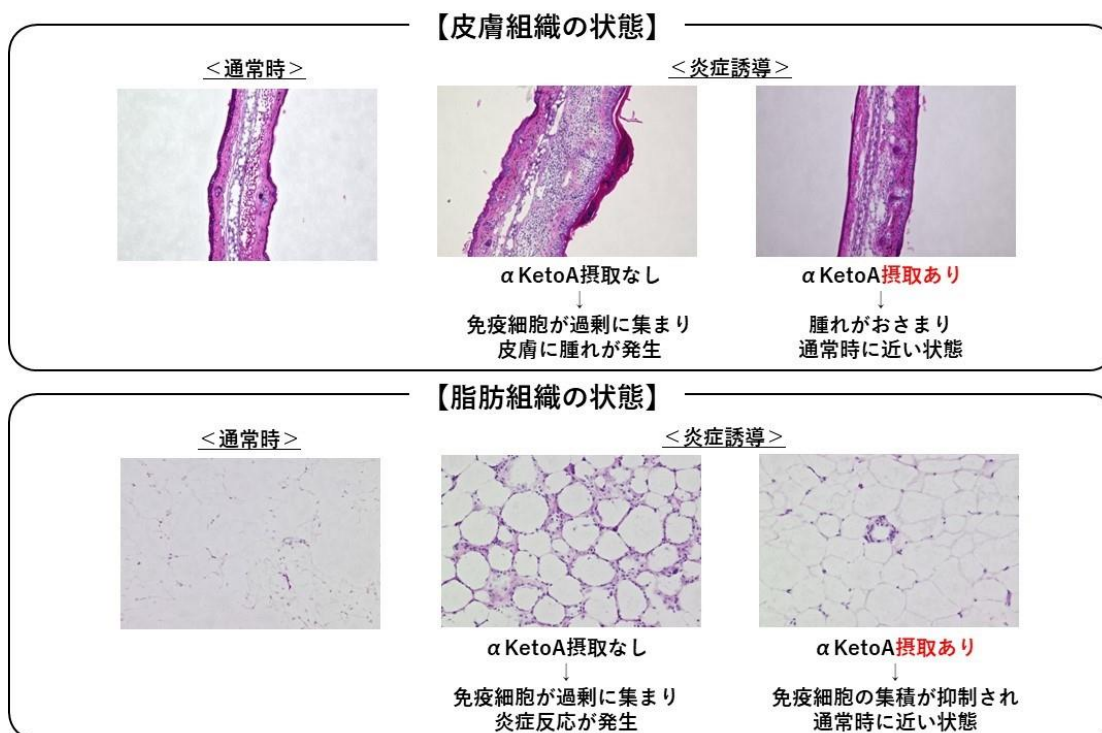 【皮膚組織の状態】
＜通常時＞
＜炎症誘導＞
αKetoA摂取なし
↓
免疫細胞が過剰に集まり
皮膚に腫れが発生
αKetoA摂取あり
↓
腫れがおさまり
通常時に近い状態
【脂肪組織の状態】
＜通常時＞
＜炎症誘導＞
αKetoA摂取なし
↓
免疫細胞が過剰に集まり
炎症反応が発生
αKetoA摂取あり
↓
免疫細胞の集積が抑制され
通常時に近い状態